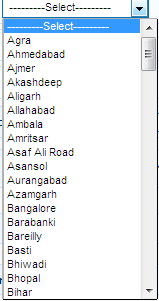 ---------Select---------
---------Select---------
Agra
Ahmedabad
Ajmer
Akashdeep
Aligarh
Allahabad
Ambala
Amritsar
Asaf Ali Road
Asansol
Aurangabad
Azamgarh
Bangalore
Barabanki
Bareilly
Basti
Bhiwadi
Bhopal
Bihar